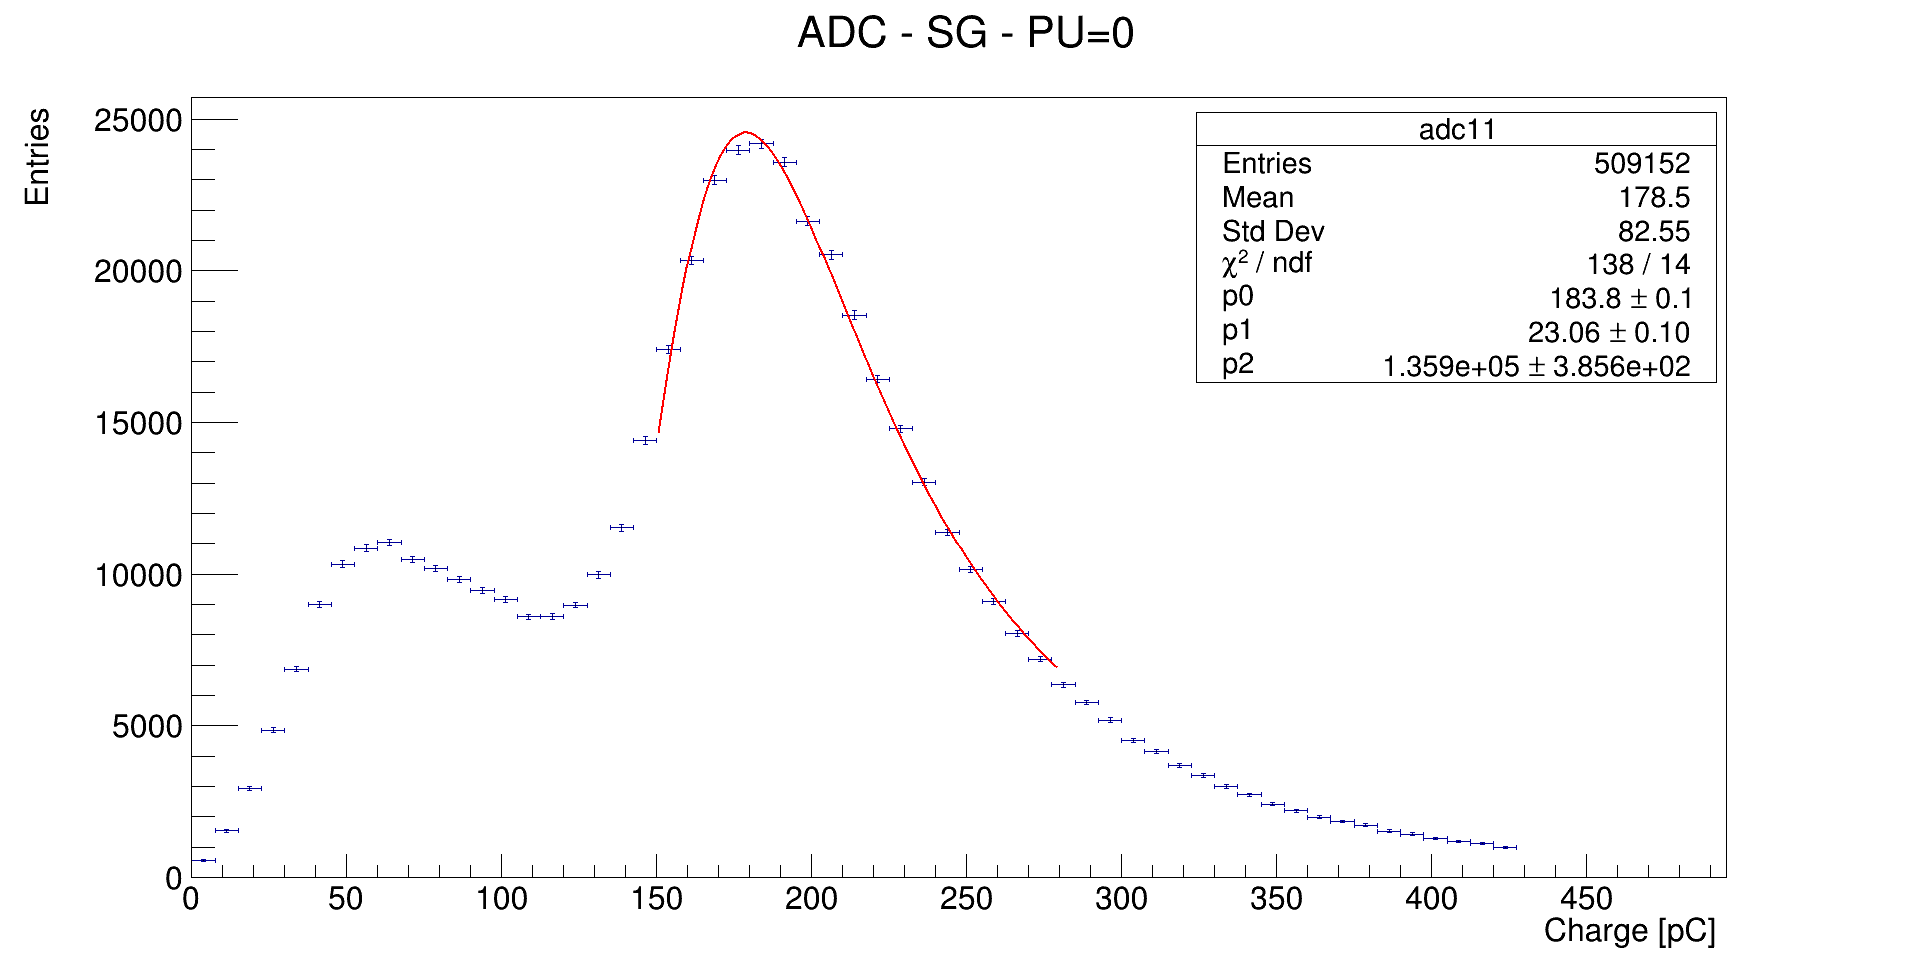 ADC - SG - PU=0
Entries
25000
20000
15000
10000
5000
0
adc11
Entries 509152
Mean 178.5
Std Dev 82.55
χ² / ndf 138 / 14
p0 183.8 ± 0.1
p1 23.06 ± 0.10
p2 1.359e+05 ± 3.856e+02
0 50 100 150 200 250 300 350 400 450
Charge [pC]